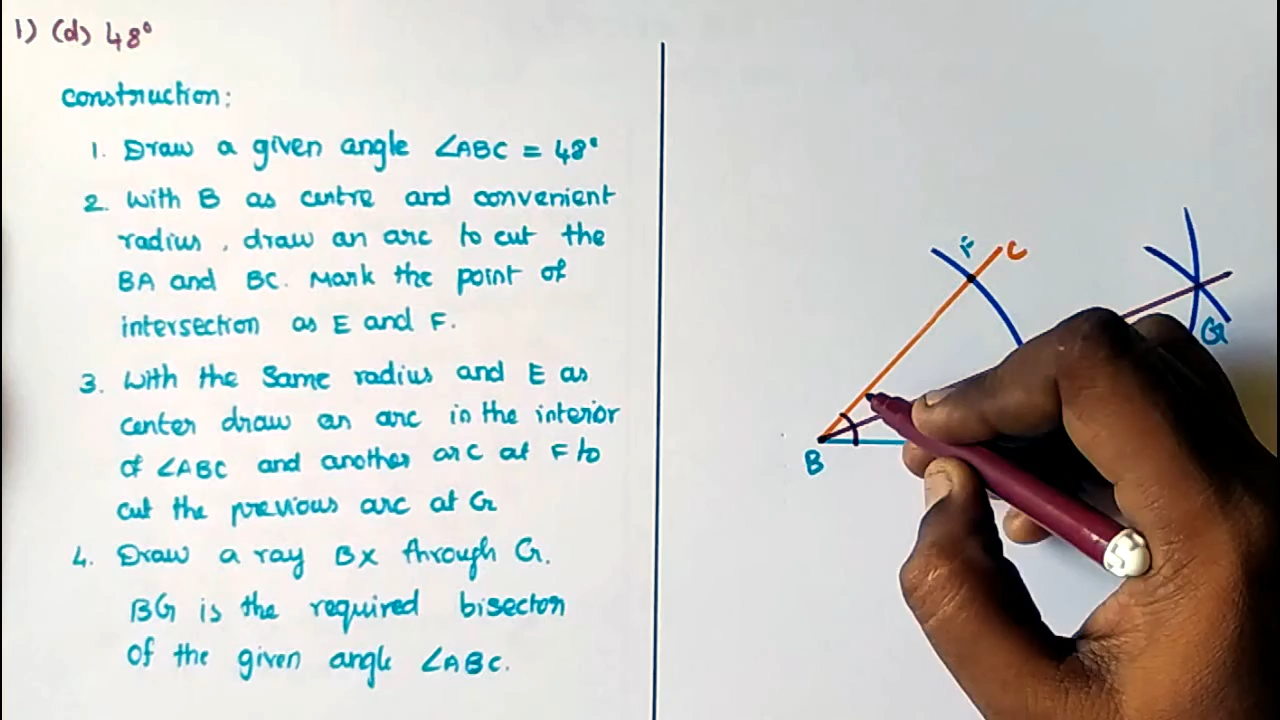 1) (d) 48°
Construction:
1. Draw a given angle ∠ABC = 48°
2. With B as centre and convenient
radius, draw an arc to cut the
BA and BC. Mark the point of
intersection as E and F.
3. With the same radius and E as
center draw an arc in the interior
of ∠ABC and another arc at F to
cut the previous arc at G
4. Draw a ray BX through G.
BG is the required bisector
of the given angle ∠ABC.
F C
G
B